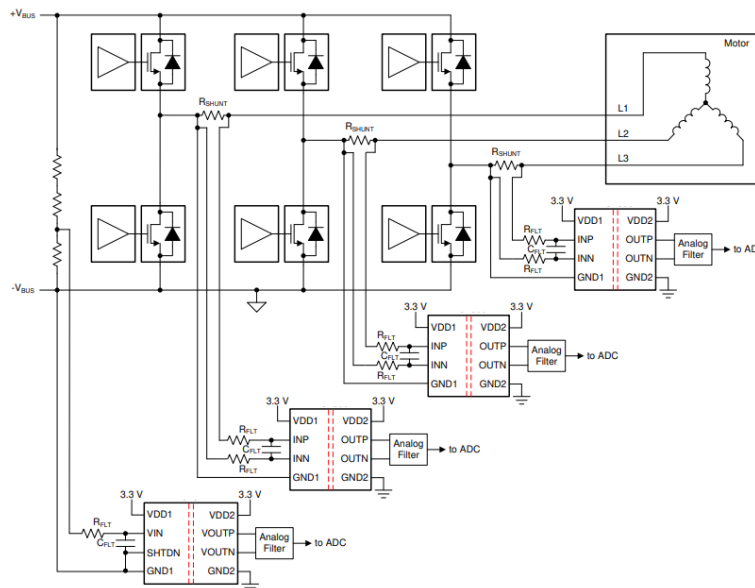 +VBUS
Motor
RSHUNT
L1
RSHUNT
L2
RSHUNT
L3
3.3 V
3.3 V
VDD1
VDD2
RFLT
INP
OUTP
CFLT
Analog
Filter
to AD
INN
OUTN
RFLT
GND1
GND2
-VBUS
3.3 V
3.3 V
VDD1
VDD2
RFLT
INP
OUTP
CFLT
Analog
Filter
to ADC
INN
OUTN
RFLT
GND1
GND2
3.3 V
3.3 V
VDD1
VDD2
RFLT
INP
OUTP
CFLT
Analog
Filter
to ADC
INN
OUTN
RFLT
GND1
GND2
3.3 V
3.3 V
VDD1
VDD2
RFLT
VIN
VOUTP
CFLT
Analog
Filter
to ADC
SHTDN
VOUTN
GND1
GND2